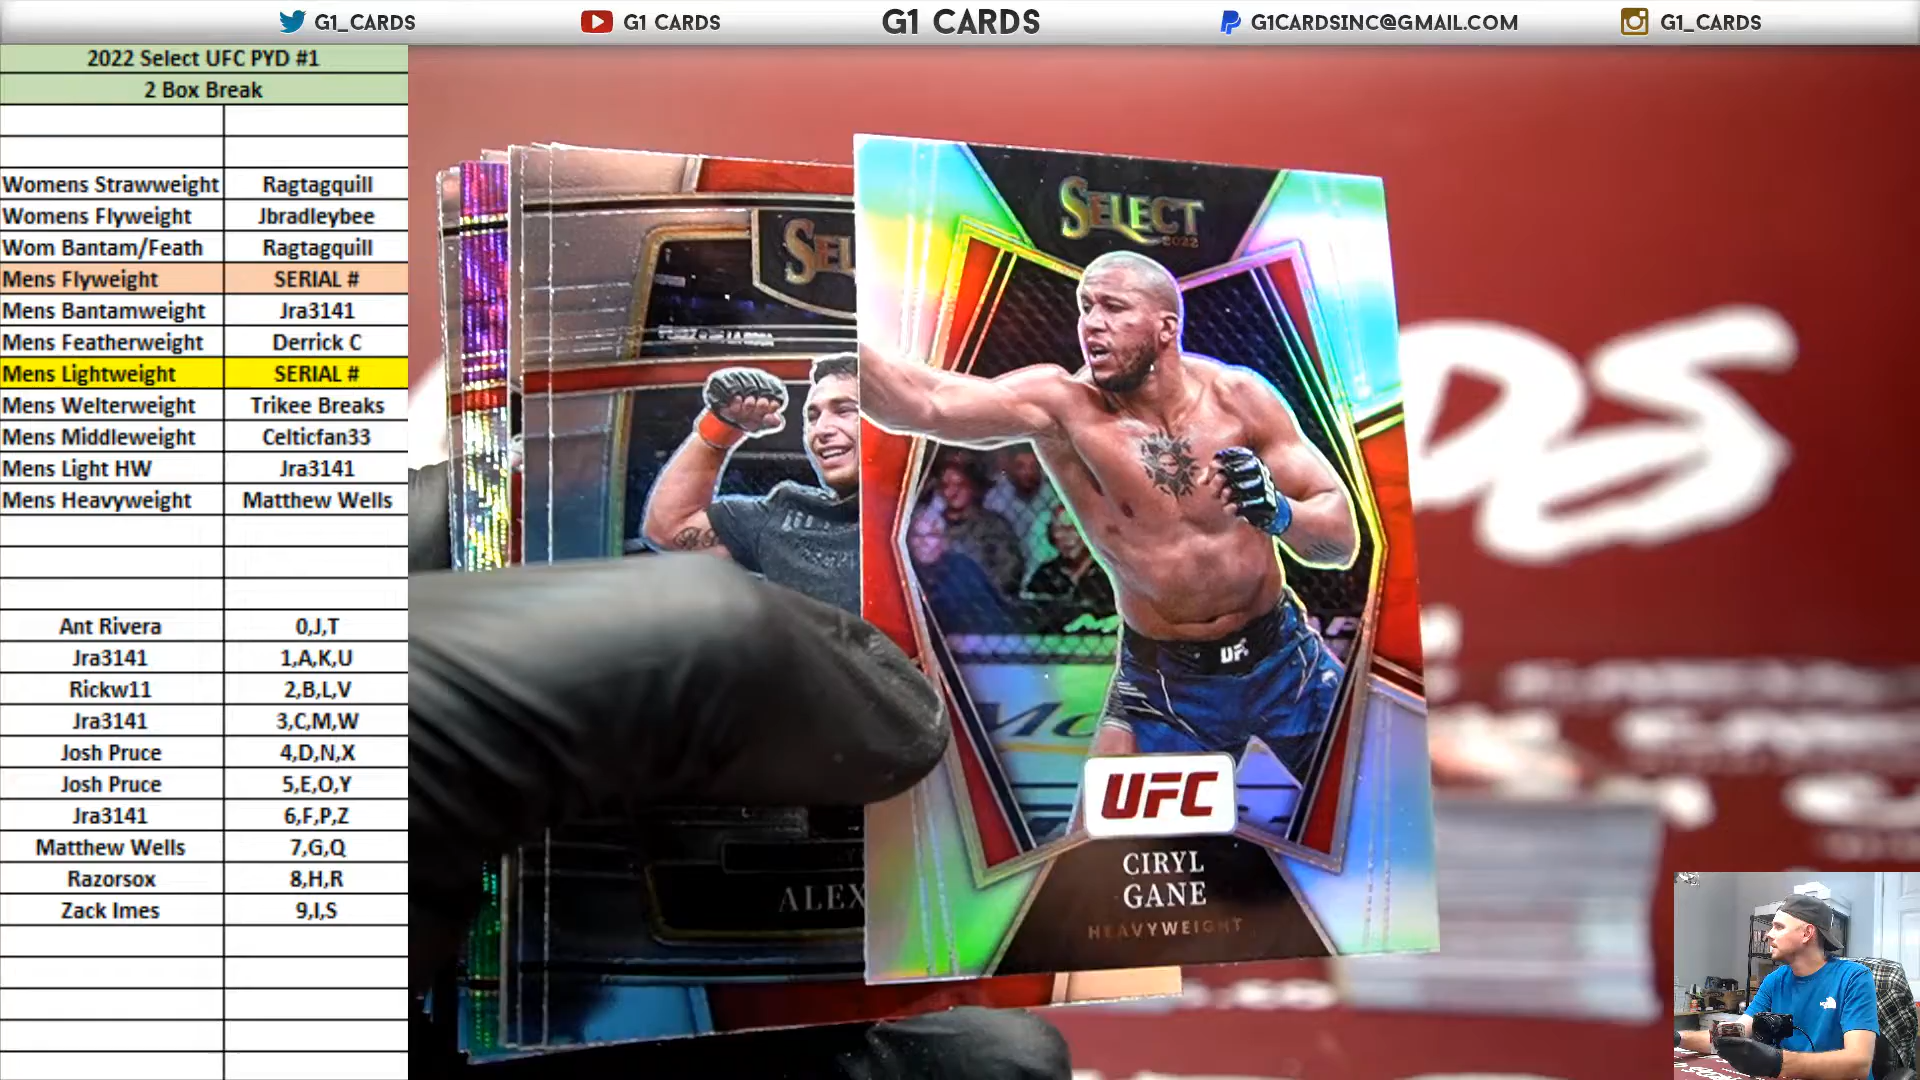 G1_CARDS
G1 CARDS
G1 CARDS
G1CARDSINC@GMAIL.COM
G1_CARDS
2022 Select UFC PYD #1
2 Box Break
Womens Strawweight Ragtagquill
Womens Flyweight Jbradleybee
Wom Bantam/Feath Ragtagquill
Mens Flyweight SERIAL #
Mens Bantamweight Jra3141
Mens Featherweight Derrick C
Mens Lightweight SERIAL #
Mens Welterweight Trikee Breaks
Mens Middleweight Celticfan33
Mens Light HW Jra3141
Mens Heavyweight Matthew Wells
Ant Rivera 0,J,T
Jra3141 1,A,K,U
Rickw11 2,B,L,V
Jra3141 3,C,M,W
Josh Pruce 4,D,N,X
Josh Pruce 5,E,O,Y
Jra3141 6,F,P,Z
Matthew Wells 7,G,Q
Razorsox 8,H,R
Zack Imes 9,I,S
SEL
ALEX
SELECT
2022
UFC
UFC
CIRYL
GANE
HEAVYWEIGHT
DS